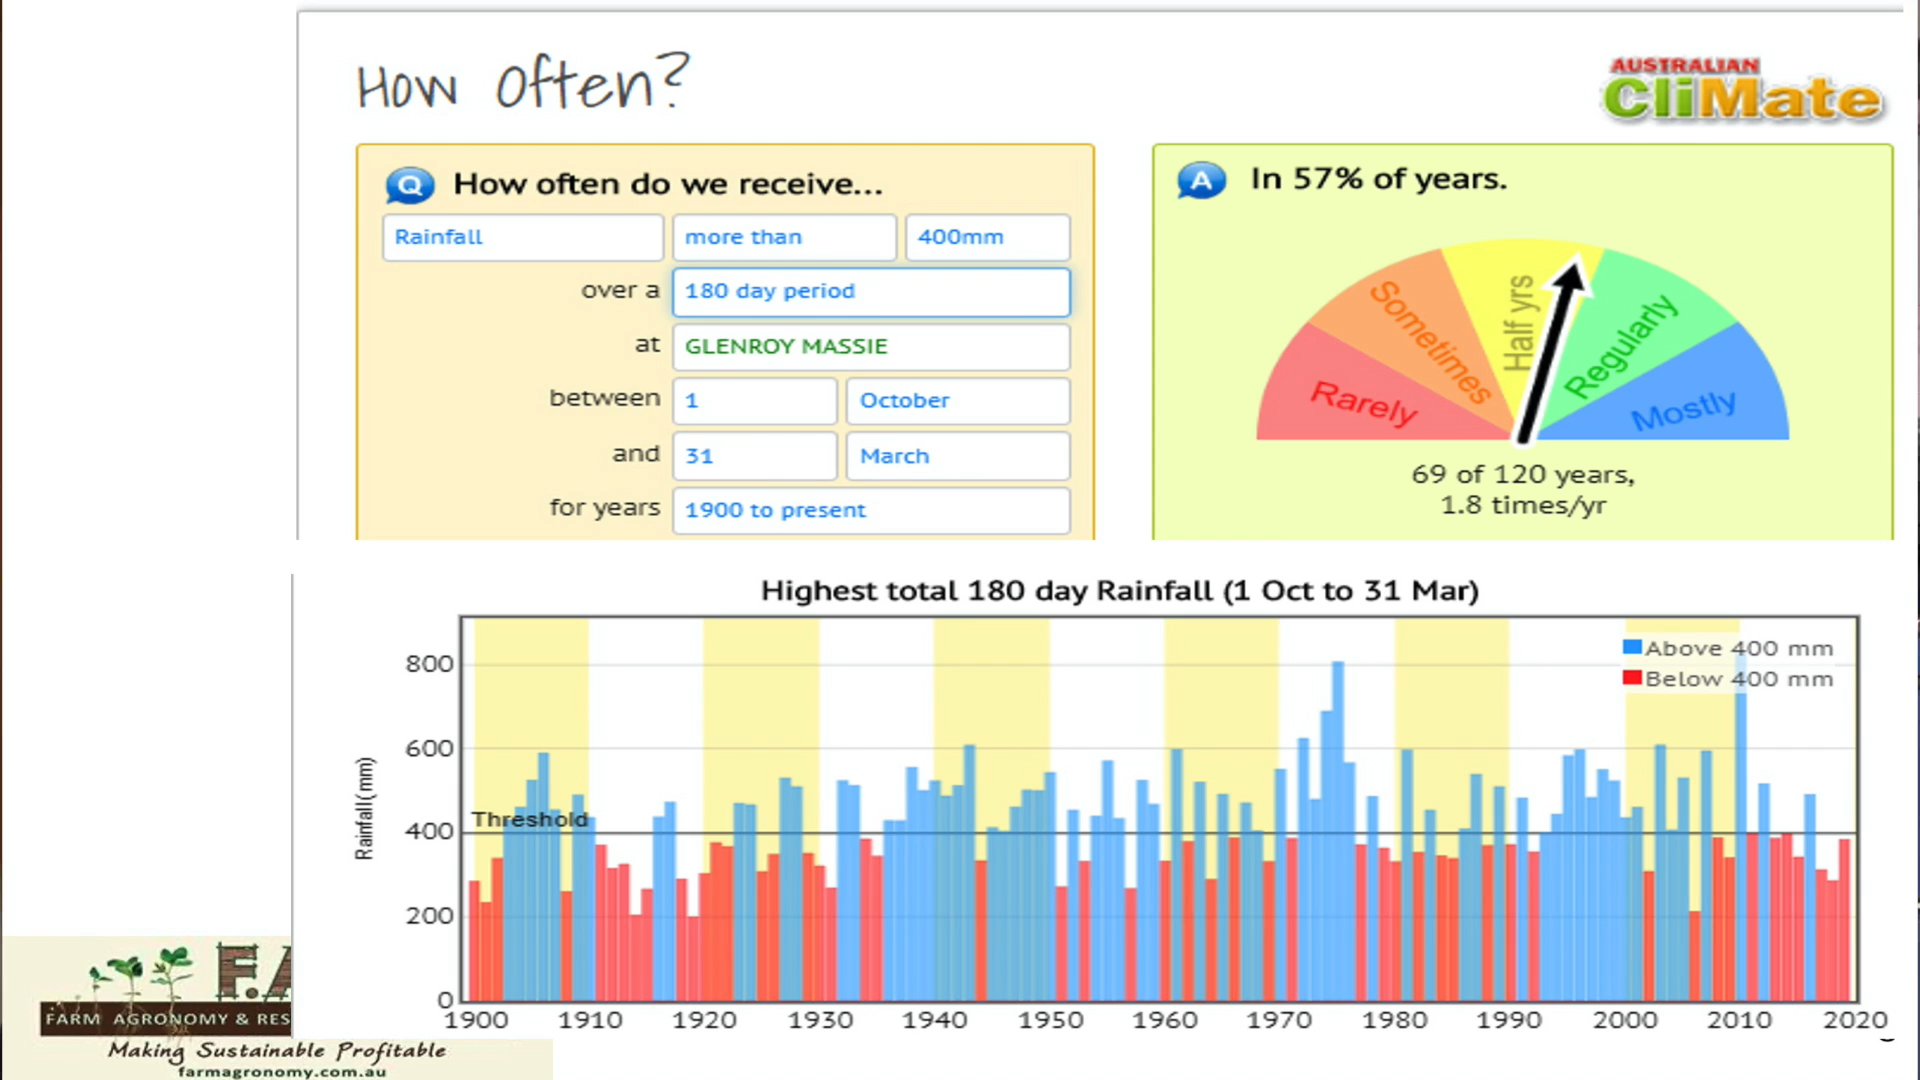 How Often?
AUSTRALIAN
CliMate
Q How often do we receive...
Rainfall more than 400mm
over a 180 day period
at GLENROY MASSIE
between 1 October
and 31 March
for years 1900 to present
A In 57% of years.
Rarely
Sometimes
Half yrs
Regularly
Mostly
69 of 120 years,
1.8 times/yr
Highest total 180 day Rainfall (1 Oct to 31 Mar)
Above 400 mm
Below 400 mm
Rainfall(mm)
800
600
400
200
0
Threshold
1900 1910 1920 1930 1940 1950 1960 1970 1980 1990 2000 2010 2020
F.A
FARM AGRONOMY & RES
Making Sustainable Profitable
farmagronomy.com.au